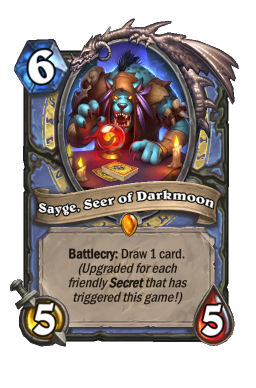 6
Sayge, Seer of Darkmoon
Battlecry: Draw 1 card.
(Upgraded for each
friendly Secret that has
triggered this game!)
5 5